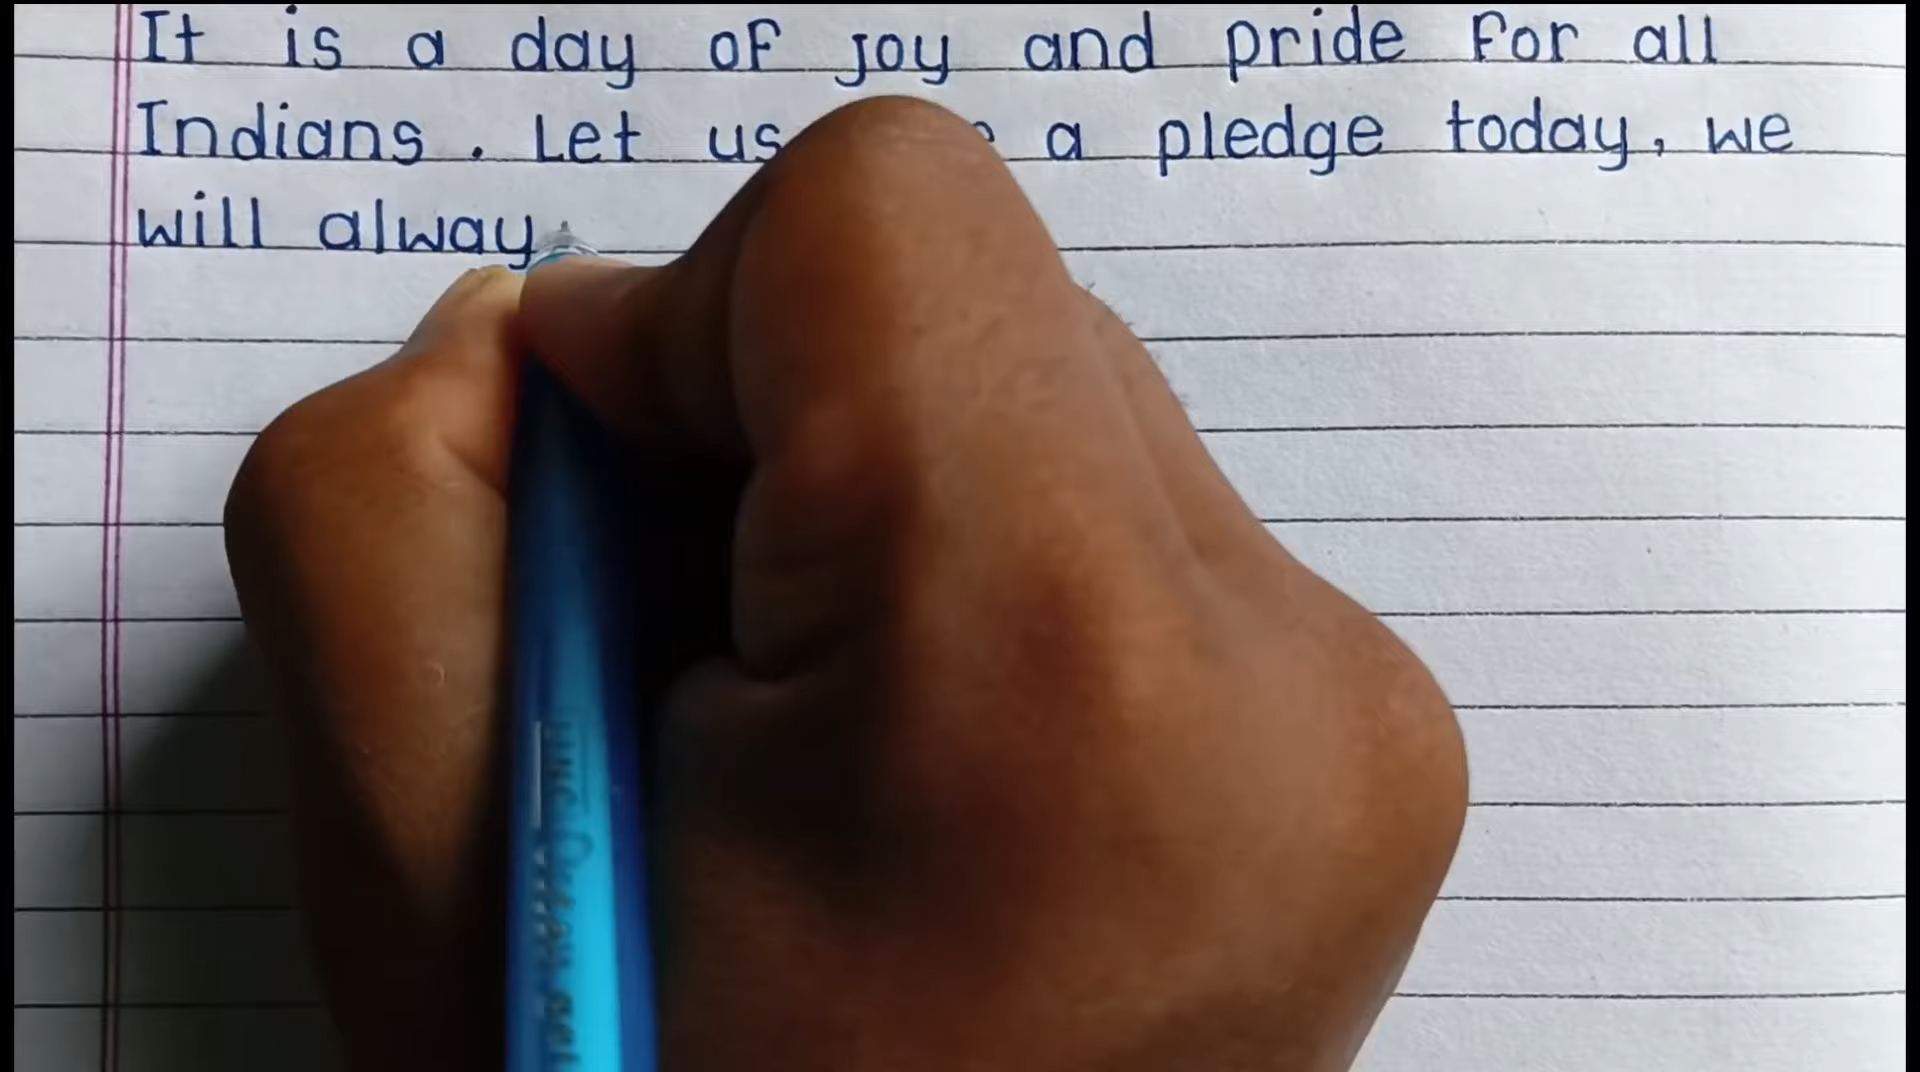 It is a day of joy and pride for all
Indians. Let us a pledge today, we
will alway